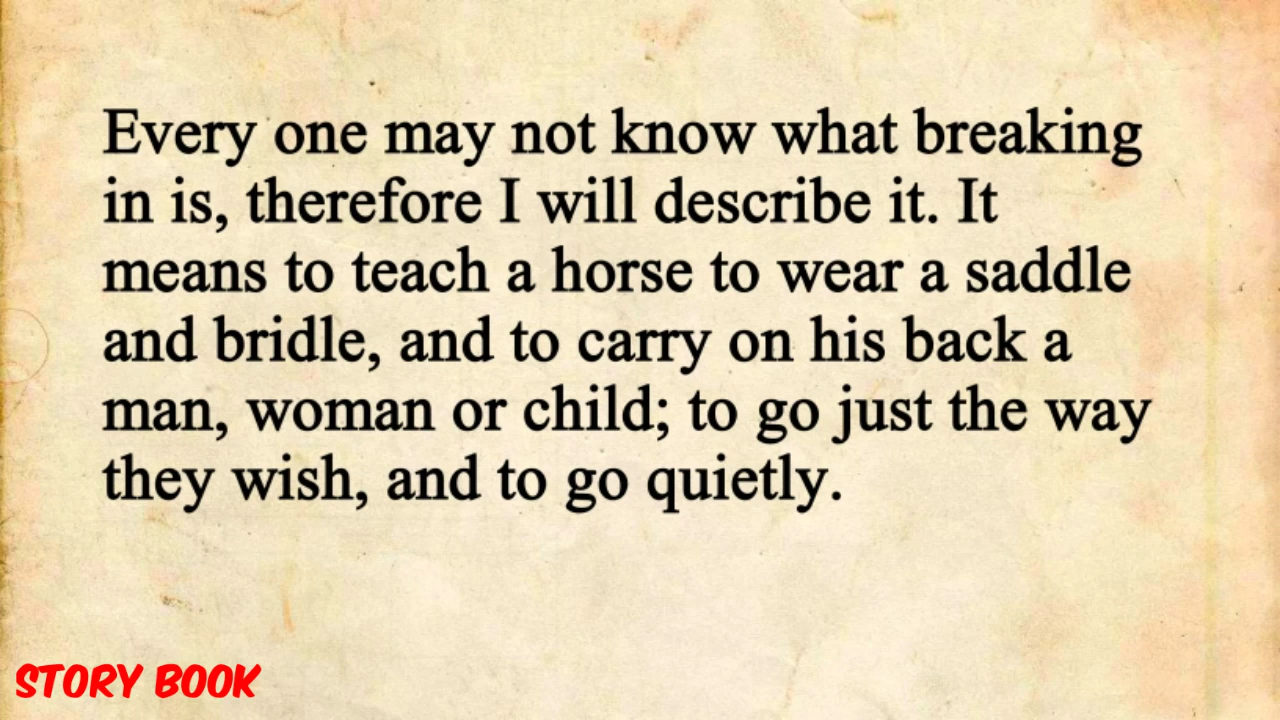 Every one may not know what breaking
in is, therefore I will describe it. It
means to teach a horse to wear a saddle
and bridle, and to carry on his back a
man, woman or child; to go just the way
they wish, and to go quietly.
STORY BOOK